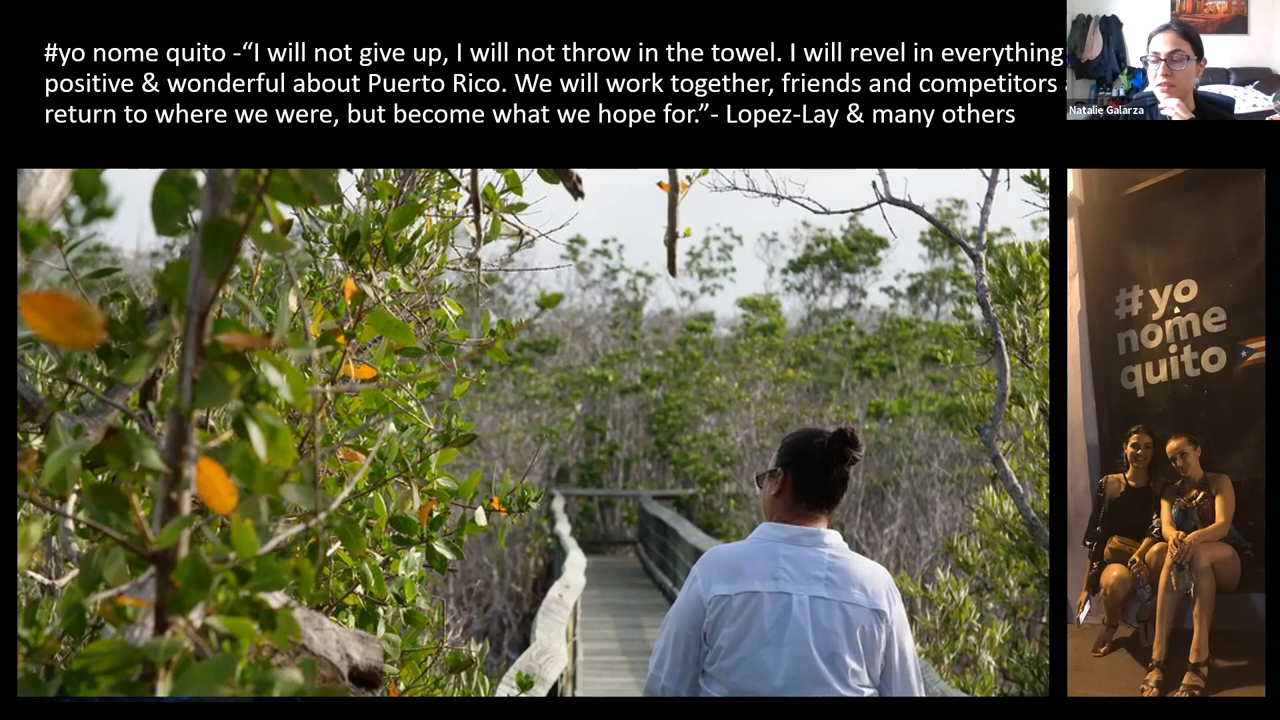 #yo nome quito -“I will not give up, I will not throw in the towel. I will revel in everything
positive & wonderful about Puerto Rico. We will work together, friends and competitors
return to where we were, but become what we hope for.”- Lopez-Lay & many others
Natalie Galarza
#yo
nome
quito